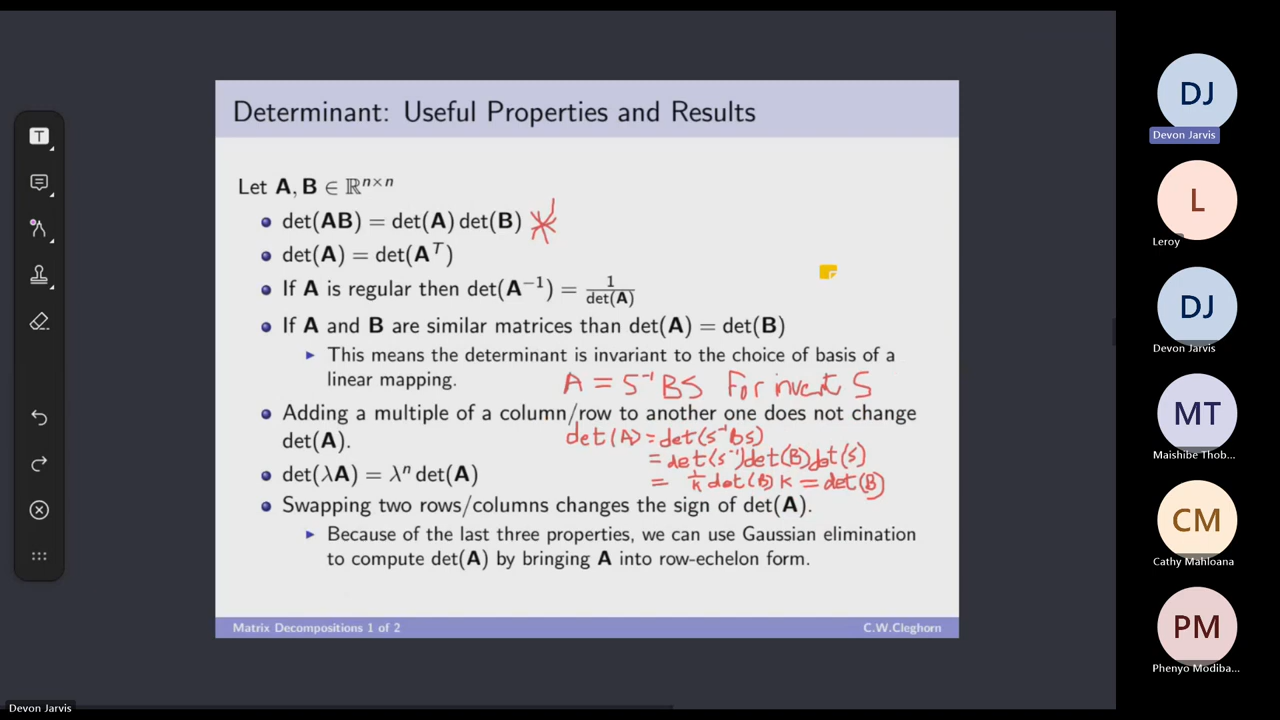 Determinant: Useful Properties and Results
Let A, B ∈ ℝⁿˣⁿ
det(AB) = det(A) det(B)
det(A) = det(Aᵀ)
If A is regular then det(A⁻¹) = 1/det(A)
If A and B are similar matrices than det(A) = det(B)
This means the determinant is invariant to the choice of basis of a
linear mapping.
A = S⁻¹BS For invert S
Adding a multiple of a column/row to another one does not change
det(A).
det(A) = det(S⁻¹BS)
= det(S⁻¹)det(B)det(S)
= 1/k det(B) k = det(B)
det(λA) = λⁿ det(A)
Swapping two rows/columns changes the sign of det(A).
Because of the last three properties, we can use Gaussian elimination
to compute det(A) by bringing A into row-echelon form.
Matrix Decompositions 1 of 2
C.W.Cleghorn
T
DJ
Devon Jarvis
L
Leroy
DJ
Devon Jarvis
MT
Maishibe Thob...
CM
Cathy Mahloana
PM
Phenyo Modiba...
Devon Jarvis